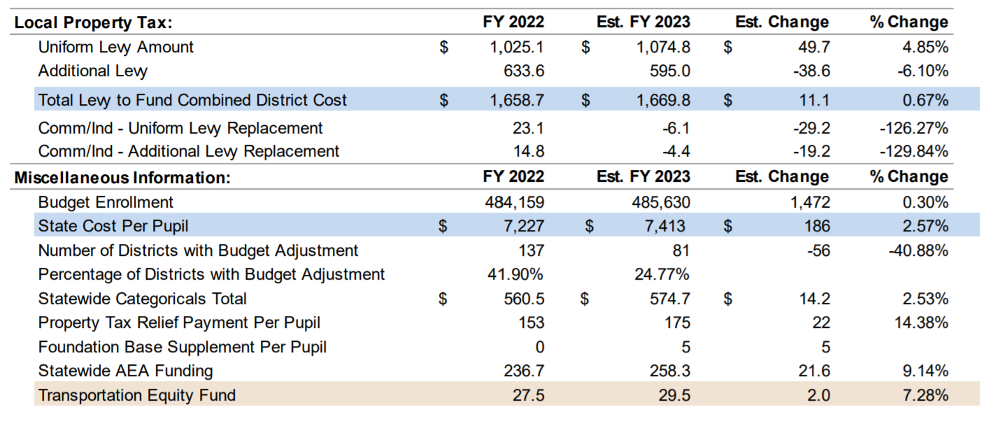 Local Property Tax: FY 2022 Est. FY 2023 Est. Change % Change
Uniform Levy Amount $ 1,025.1 $ 1,074.8 $ 49.7 4.85%
Additional Levy 633.6 595.0 -38.6 -6.10%
Total Levy to Fund Combined District Cost $ 1,658.7 $ 1,669.8 $ 11.1 0.67%
Comm/Ind - Uniform Levy Replacement 23.1 -6.1 -29.2 -126.27%
Comm/Ind - Additional Levy Replacement 14.8 -4.4 -19.2 -129.84%
Miscellaneous Information: FY 2022 Est. FY 2023 Est. Change % Change
Budget Enrollment 484,159 485,630 1,472 0.30%
State Cost Per Pupil $ 7,227 $ 7,413 $ 186 2.57%
Number of Districts with Budget Adjustment 137 81 -56 -40.88%
Percentage of Districts with Budget Adjustment 41.90% 24.77%
Statewide Categoricals Total $ 560.5 $ 574.7 $ 14.2 2.53%
Property Tax Relief Payment Per Pupil 153 175 22 14.38%
Foundation Base Supplement Per Pupil 0 5 5
Statewide AEA Funding 236.7 258.3 21.6 9.14%
Transportation Equity Fund 27.5 29.5 2.0 7.28%